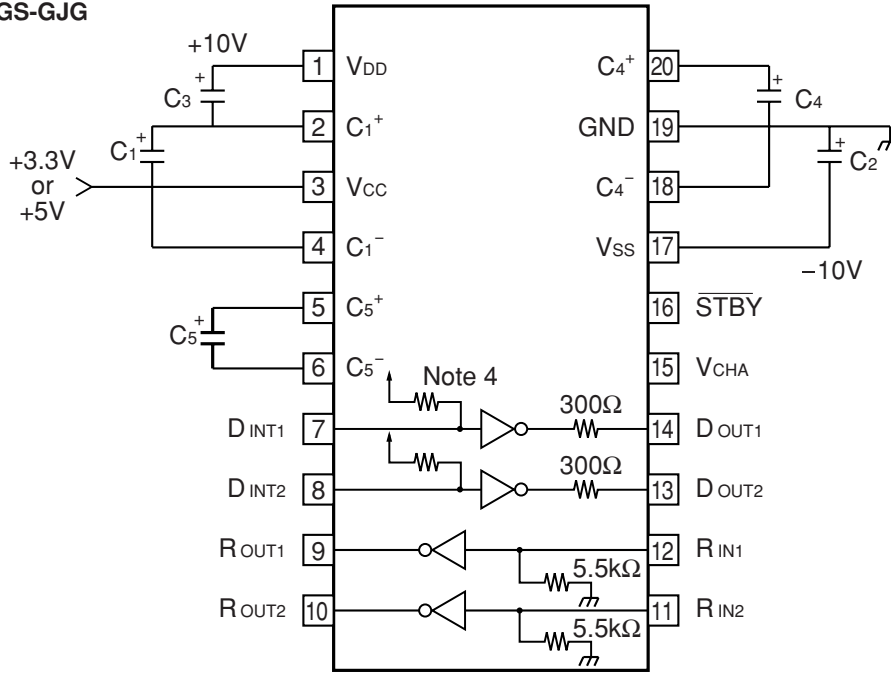 GS-GJG
+10V
+
C3
1 VDD
C4+ 20
+
C4
+
C1
2 C1+
GND 19
+
C2
+3.3V
or
+5V
3 VCC
C4− 18
4 C1−
VSS 17
−10V
5 C5+
16 STBY
+
C5
6 C5−
15 VCHA
Note 4
DINT1 7
300Ω
14 DOUT1
DINT2 8
300Ω
13 DOUT2
ROUT1 9
12 RIN1
5.5kΩ
ROUT2 10
11 RIN2
5.5kΩ